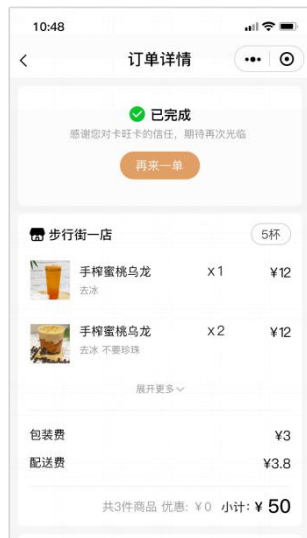 10:48
订单详情
已完成
感谢您对卡旺卡的信任，期待再次光临
再来一单
步行街一店 5杯
手榨蜜桃乌龙 x1 ¥12
去冰
手榨蜜桃乌龙 x2 ¥12
去冰 不要珍珠
展开更多
包装费 ¥3
配送费 ¥3.8
共3件商品 优惠: ¥0 小计: ¥ 50